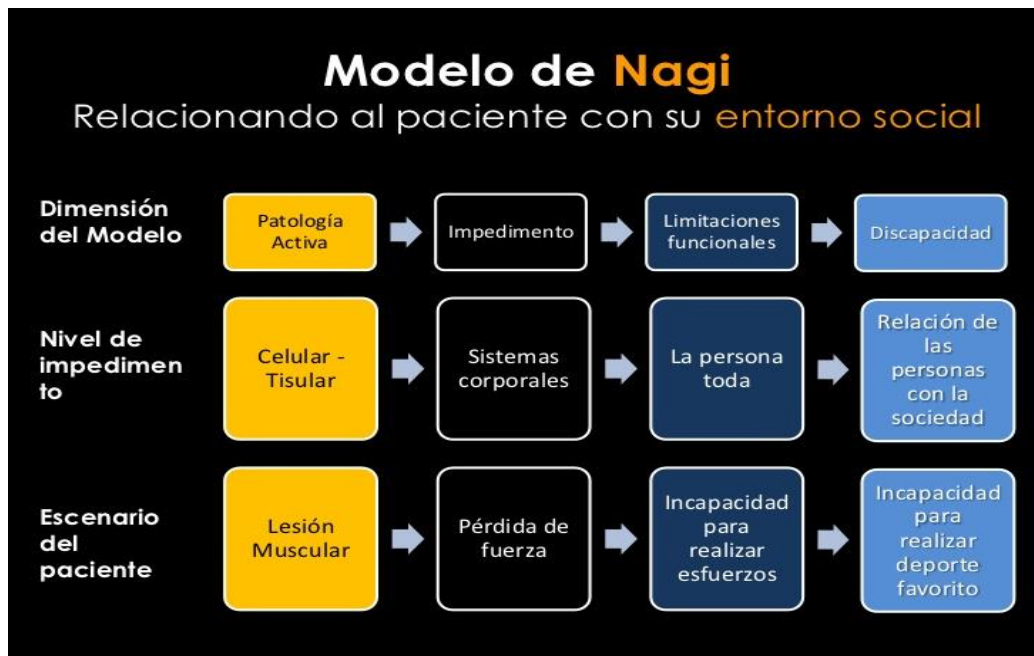 Modelo de Nagi
Relacionando al paciente con su entorno social
Dimensión
del Modelo
Patología
Activa
Impedimento
Limitaciones
funcionales
Discapacidad
Nivel de
impedimen
to
Celular -
Tisular
Sistemas
corporales
La persona
toda
Relación de
las
personas
con la
sociedad
Escenario
del
paciente
Lesión
Muscular
Pérdida de
fuerza
Incapacidad
para
realizar
esfuerzos
Incapacidad
para
realizar
deporte
favorito